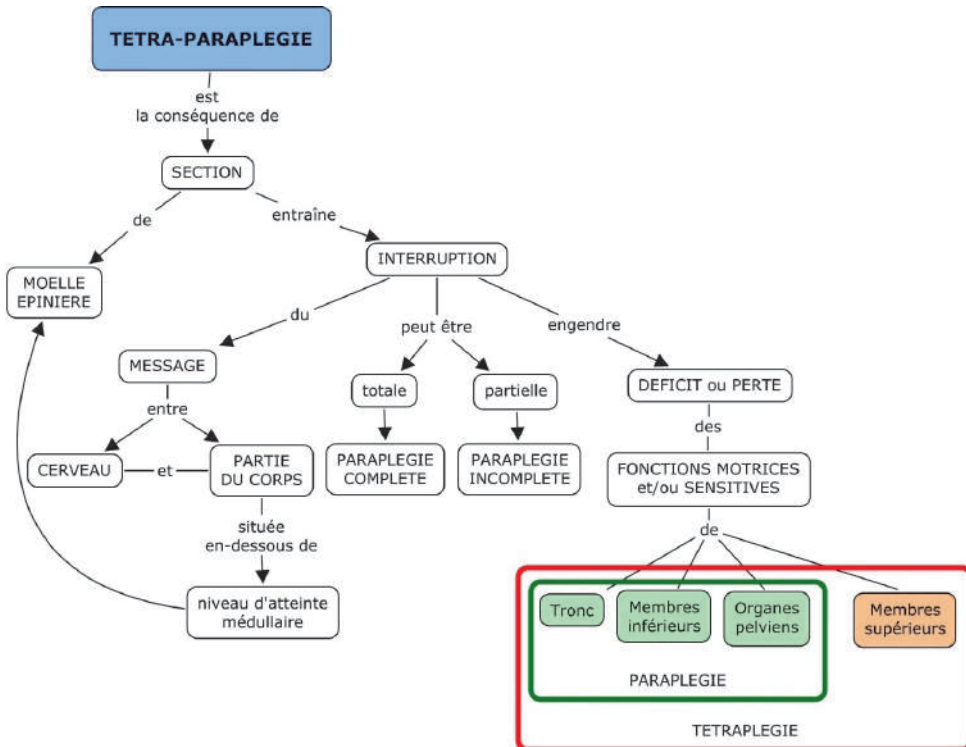 TETRA-PARAPLEGIE
est
la conséquence de
SECTION
de
entraîne
MOELLE
EPINIERE
INTERRUPTION
du
peut être
engendre
MESSAGE
totale
partielle
DEFICIT ou PERTE
entre
des
CERVEAU
et
PARTIE
DU CORPS
PARAPLEGIE
COMPLETE
PARAPLEGIE
INCOMPLETE
FONCTIONS MOTRICES
et/ou SENSITIVES
située
en-dessous de
de
niveau d'atteinte
médullaire
Tronc
Membres
inférieurs
Organes
pelviens
Membres
supérieurs
PARAPLEGIE
TETRAPLEGIE